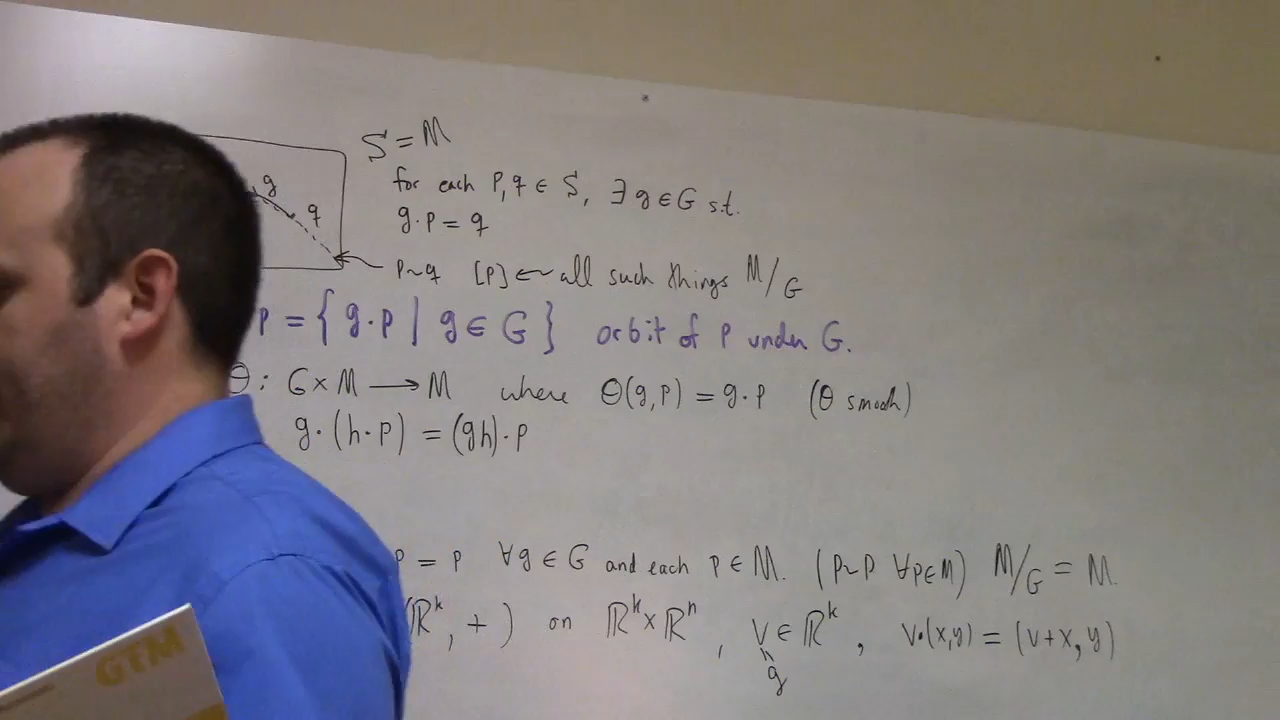 S = M
g
for each p, q ∈ S, ∃ g ∈ G s.t.
q
g·p = q
p~q [p] ← all such things M/G
p = { g·p | g ∈ G } orbit of p under G.
θ : G×M → M where θ(g,p) = g·p (θ smooth)
g·(h·p) = (gh)·p
p = p ∀g ∈ G and each p ∈ M. (p~p ∀p∈M) M/G = M.
(ℝᵏ, +) on ℝᵏ×ℝⁿ, v ∈ ℝᵏ, v•(x,y) = (v+x, y)
g
GTM